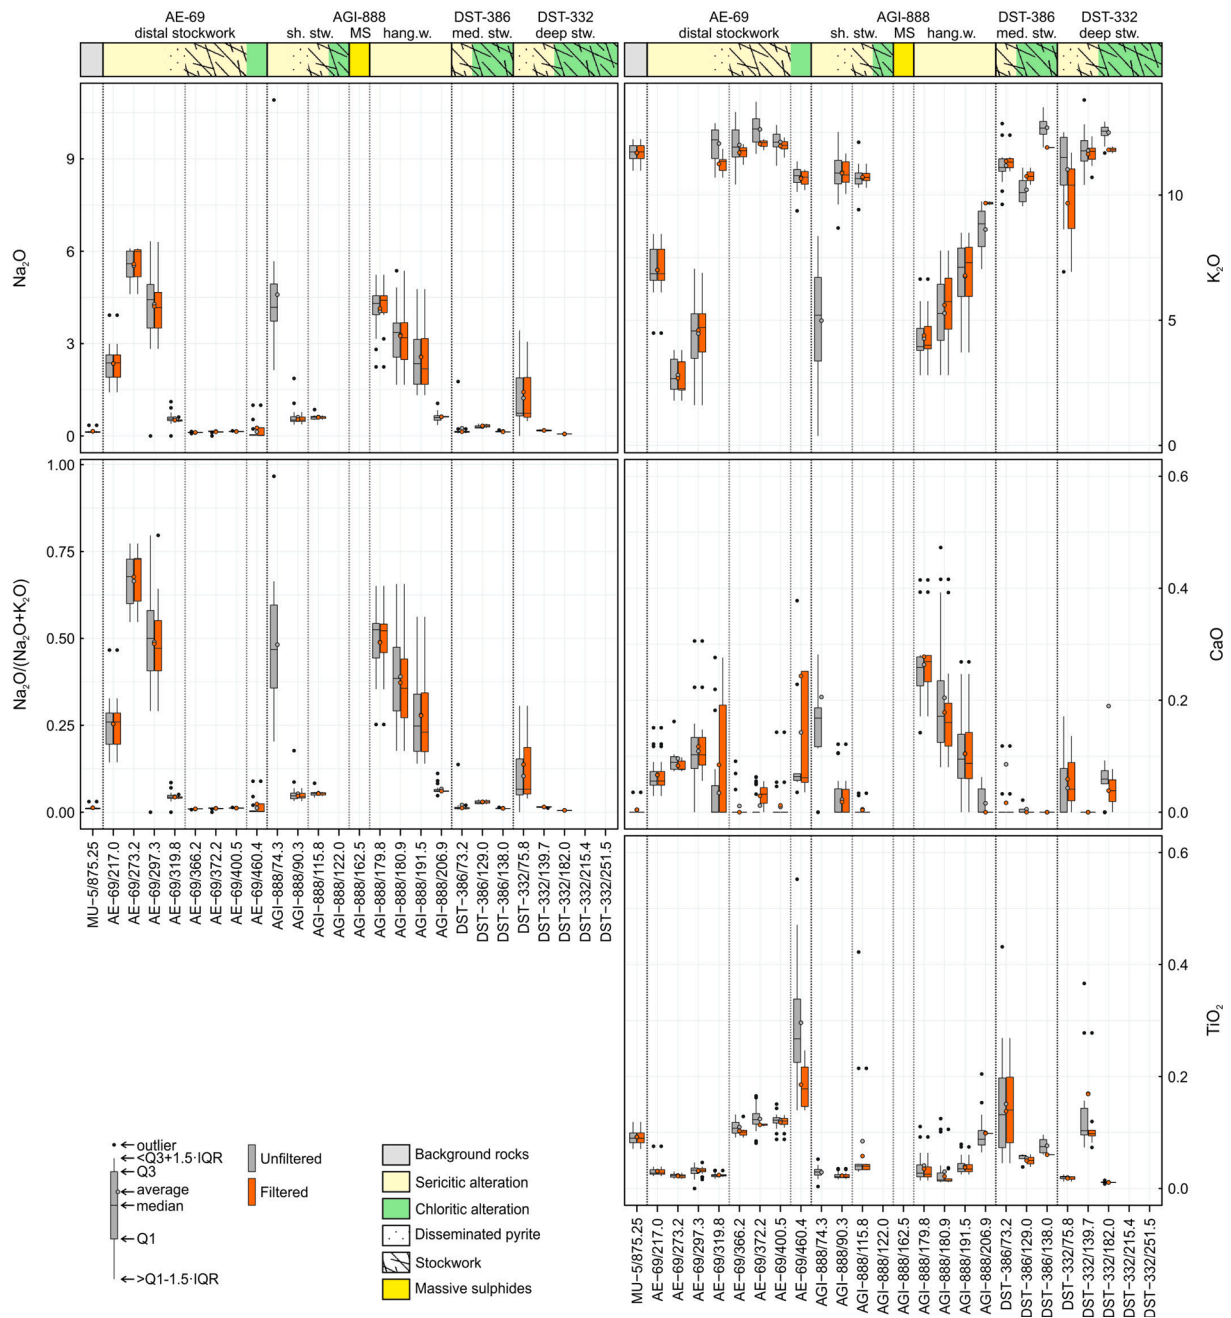 AE-69 AGI-888 DST-386 DST-332
distal stockwork sh. stw. MS hang.w. med. stw. deep stw.
AE-69 AGI-888 DST-386 DST-332
distal stockwork sh. stw. MS hang.w. med. stw. deep stw.
Na2O
9
6
3
0
K2O
10
5
0
Na2O/(Na2O+K2O)
1.00
0.75
0.50
0.25
0.00
CaO
0.6
0.4
0.2
0.0
TiO2
0.6
0.4
0.2
0.0
MU-5/875.25
AE-69/217.0
AE-69/273.2
AE-69/297.3
AE-69/319.8
AE-69/366.2
AE-69/372.2
AE-69/400.5
AE-69/460.4
AGI-888/74.3
AGI-888/90.3
AGI-888/115.8
AGI-888/122.0
AGI-888/162.5
AGI-888/179.8
AGI-888/180.9
AGI-888/191.5
AGI-888/206.9
DST-386/73.2
DST-386/129.0
DST-386/138.0
DST-332/75.8
DST-332/139.7
DST-332/182.0
DST-332/215.4
DST-332/251.5
MU-5/875.25
AE-69/217.0
AE-69/273.2
AE-69/297.3
AE-69/319.8
AE-69/366.2
AE-69/372.2
AE-69/400.5
AE-69/460.4
AGI-888/74.3
AGI-888/90.3
AGI-888/115.8
AGI-888/122.0
AGI-888/162.5
AGI-888/179.8
AGI-888/180.9
AGI-888/191.5
AGI-888/206.9
DST-386/73.2
DST-386/129.0
DST-386/138.0
DST-332/75.8
DST-332/139.7
DST-332/182.0
DST-332/215.4
DST-332/251.5
outlier
<Q3+1.5·IQR
Q3
average
median
Q1
>Q1-1.5·IQR
Unfiltered
Filtered
Background rocks
Sericitic alteration
Chloritic alteration
Disseminated pyrite
Stockwork
Massive sulphides